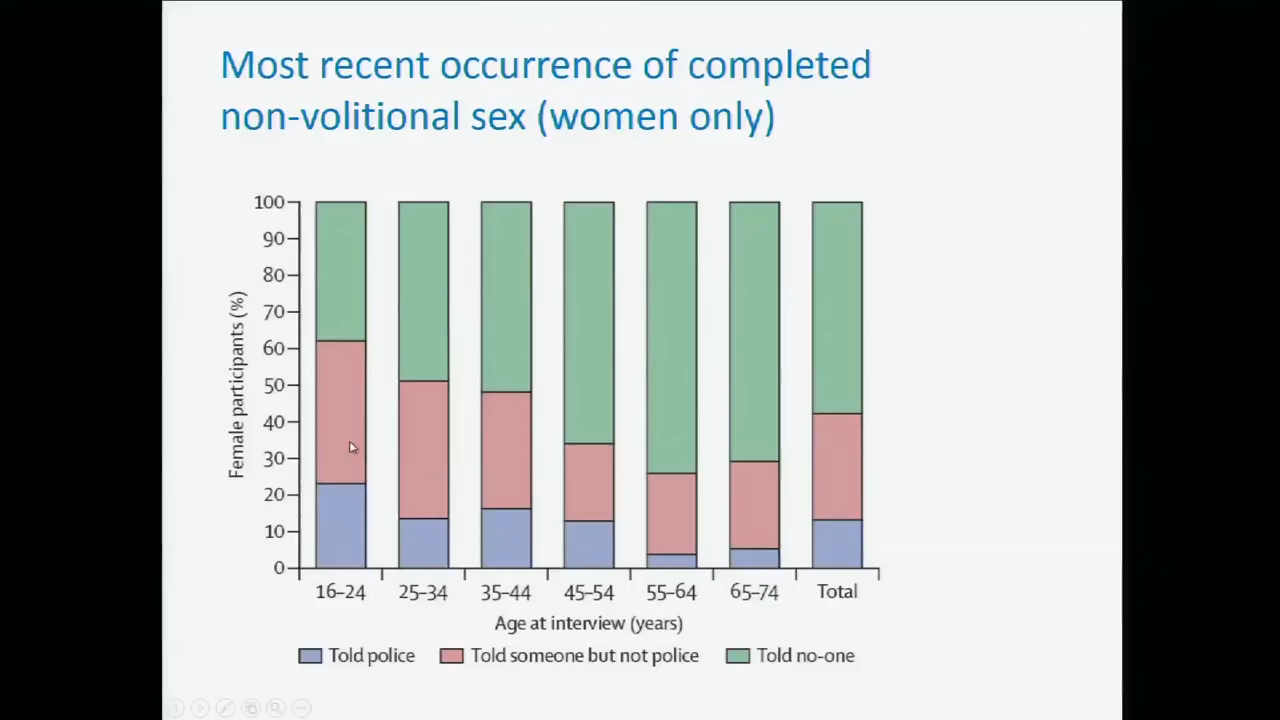 Most recent occurrence of completed
non-volitional sex (women only)
100
90
80
70
60
50
40
30
20
10
0
Female participants (%)
16–24 25–34 35–44 45–54 55–64 65–74 Total
Age at interview (years)
Told police Told someone but not police Told no-one